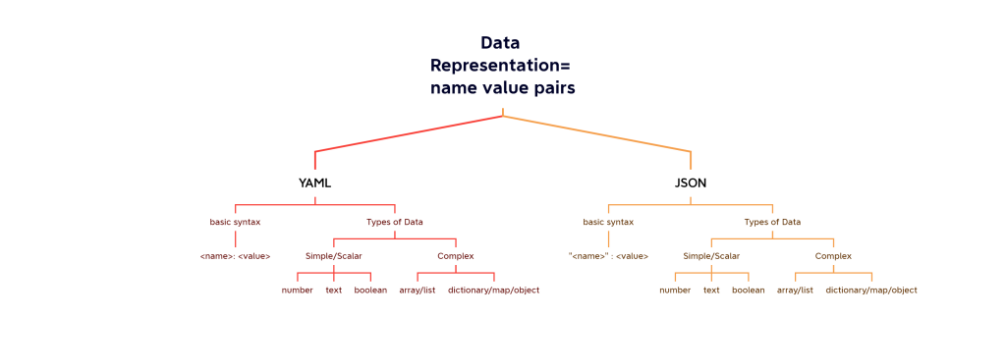 Data
Representation=
name value pairs
YAML
JSON
basic syntax
Types of Data
basic syntax
Types of Data
<name>: <value>
Simple/Scalar
Complex
"<name>" : <value>
Simple/Scalar
Complex
number
text
boolean
array/list
dictionary/map/object
number
text
boolean
array/list
dictionary/map/object